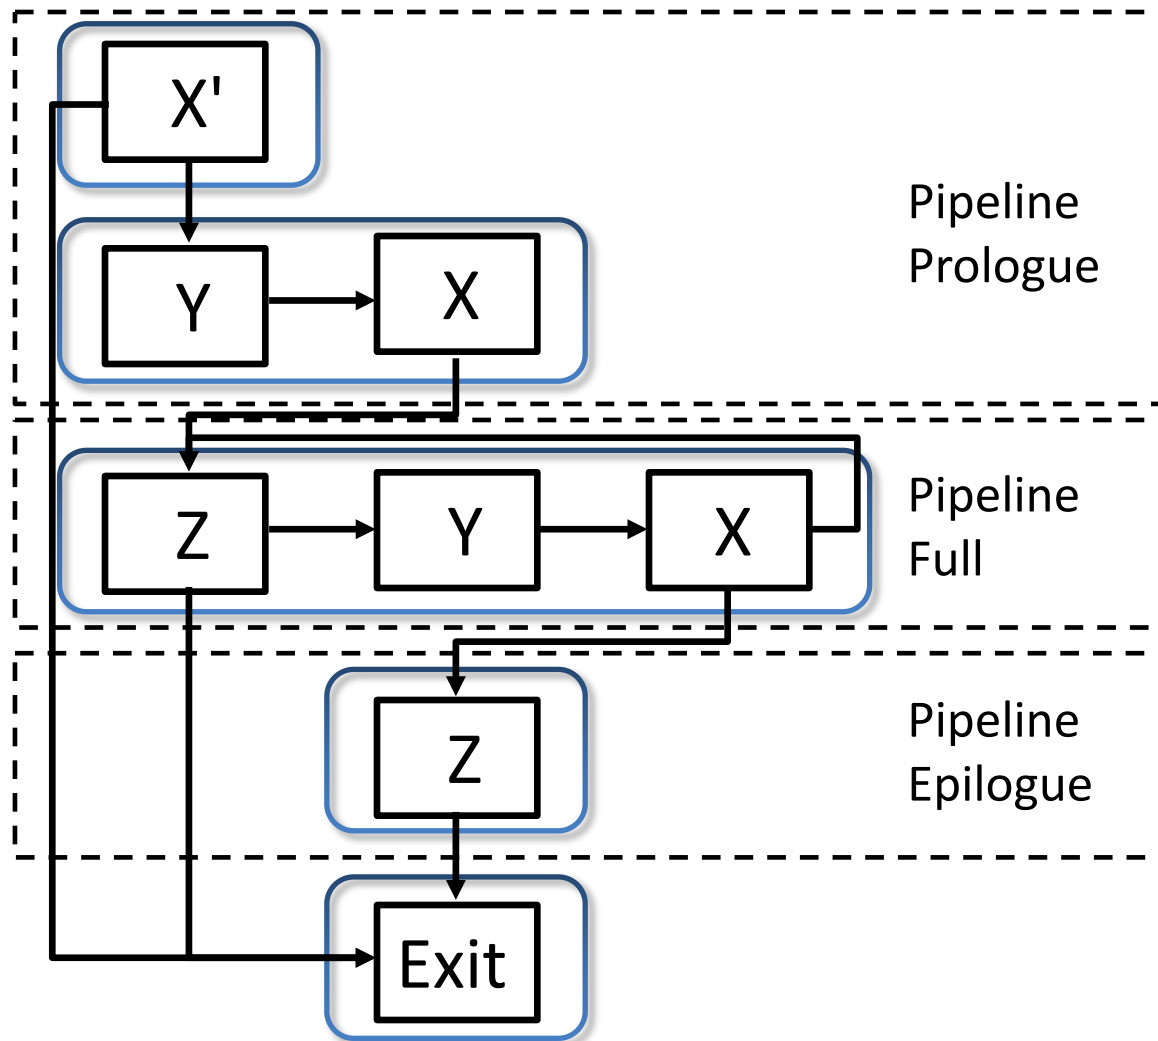 X'
Pipeline
Prologue
Y
X
Z
Y
X
Pipeline
Full
Z
Pipeline
Epilogue
Exit